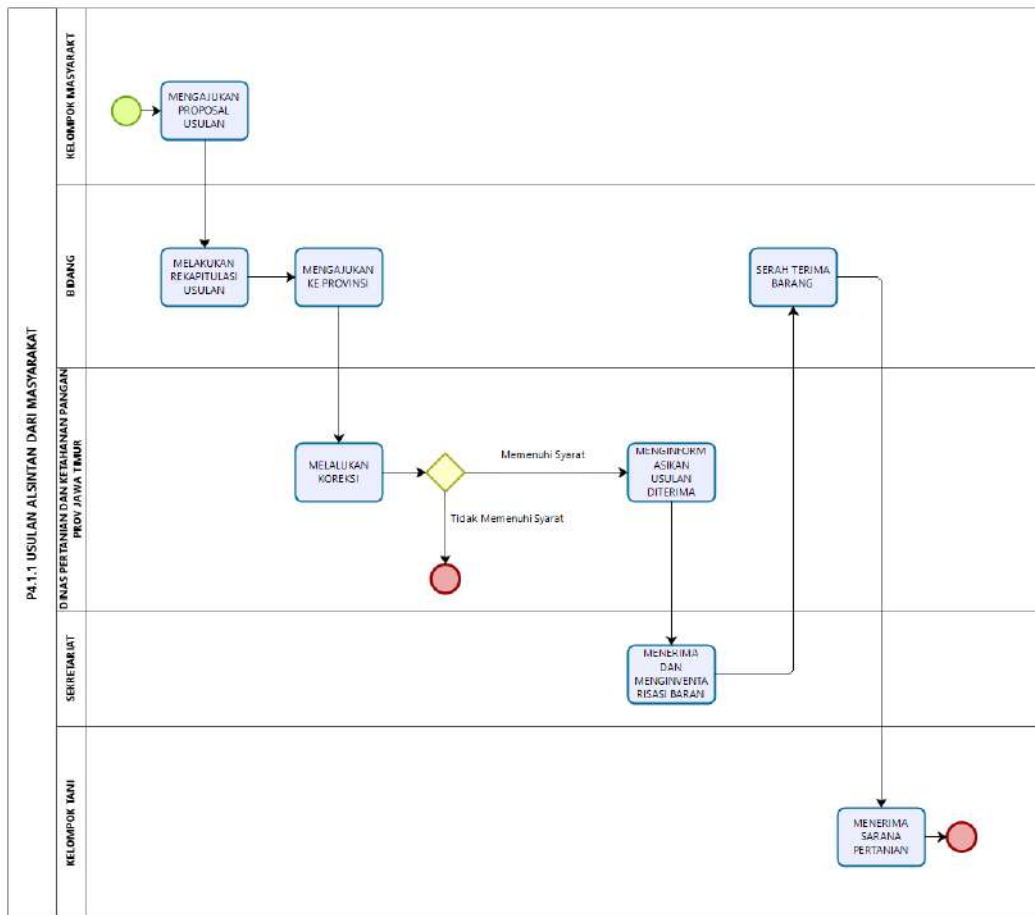 P4.1.1 USULAN ALSINTAN DARI MASYARAKAT
KELOMPOK MASYARAKT
MENGAJUKAN
PROPOSAL
USULAN
BIDANG
MELAKUKAN
REKAPITULASI
USULAN
MENGAJUKAN
KE PROVINSI
SERAH TERIMA
BARANG
DINAS PERTANIAN DAN KETAHANAN PANGAN
PROV JAWA TIMUR
MELALUKAN
KOREKSI
Memenuhi Syarat
Tidak Memenuhi Syarat
MENGINFORM
ASIKAN
USULAN
DITERIMA
SEKRETARIAT
MENERIMA
DAN
MENGINVENTA
RISASI BARAN
KELOMPOK TANI
MENERIMA
SARANA
PERTANIAN